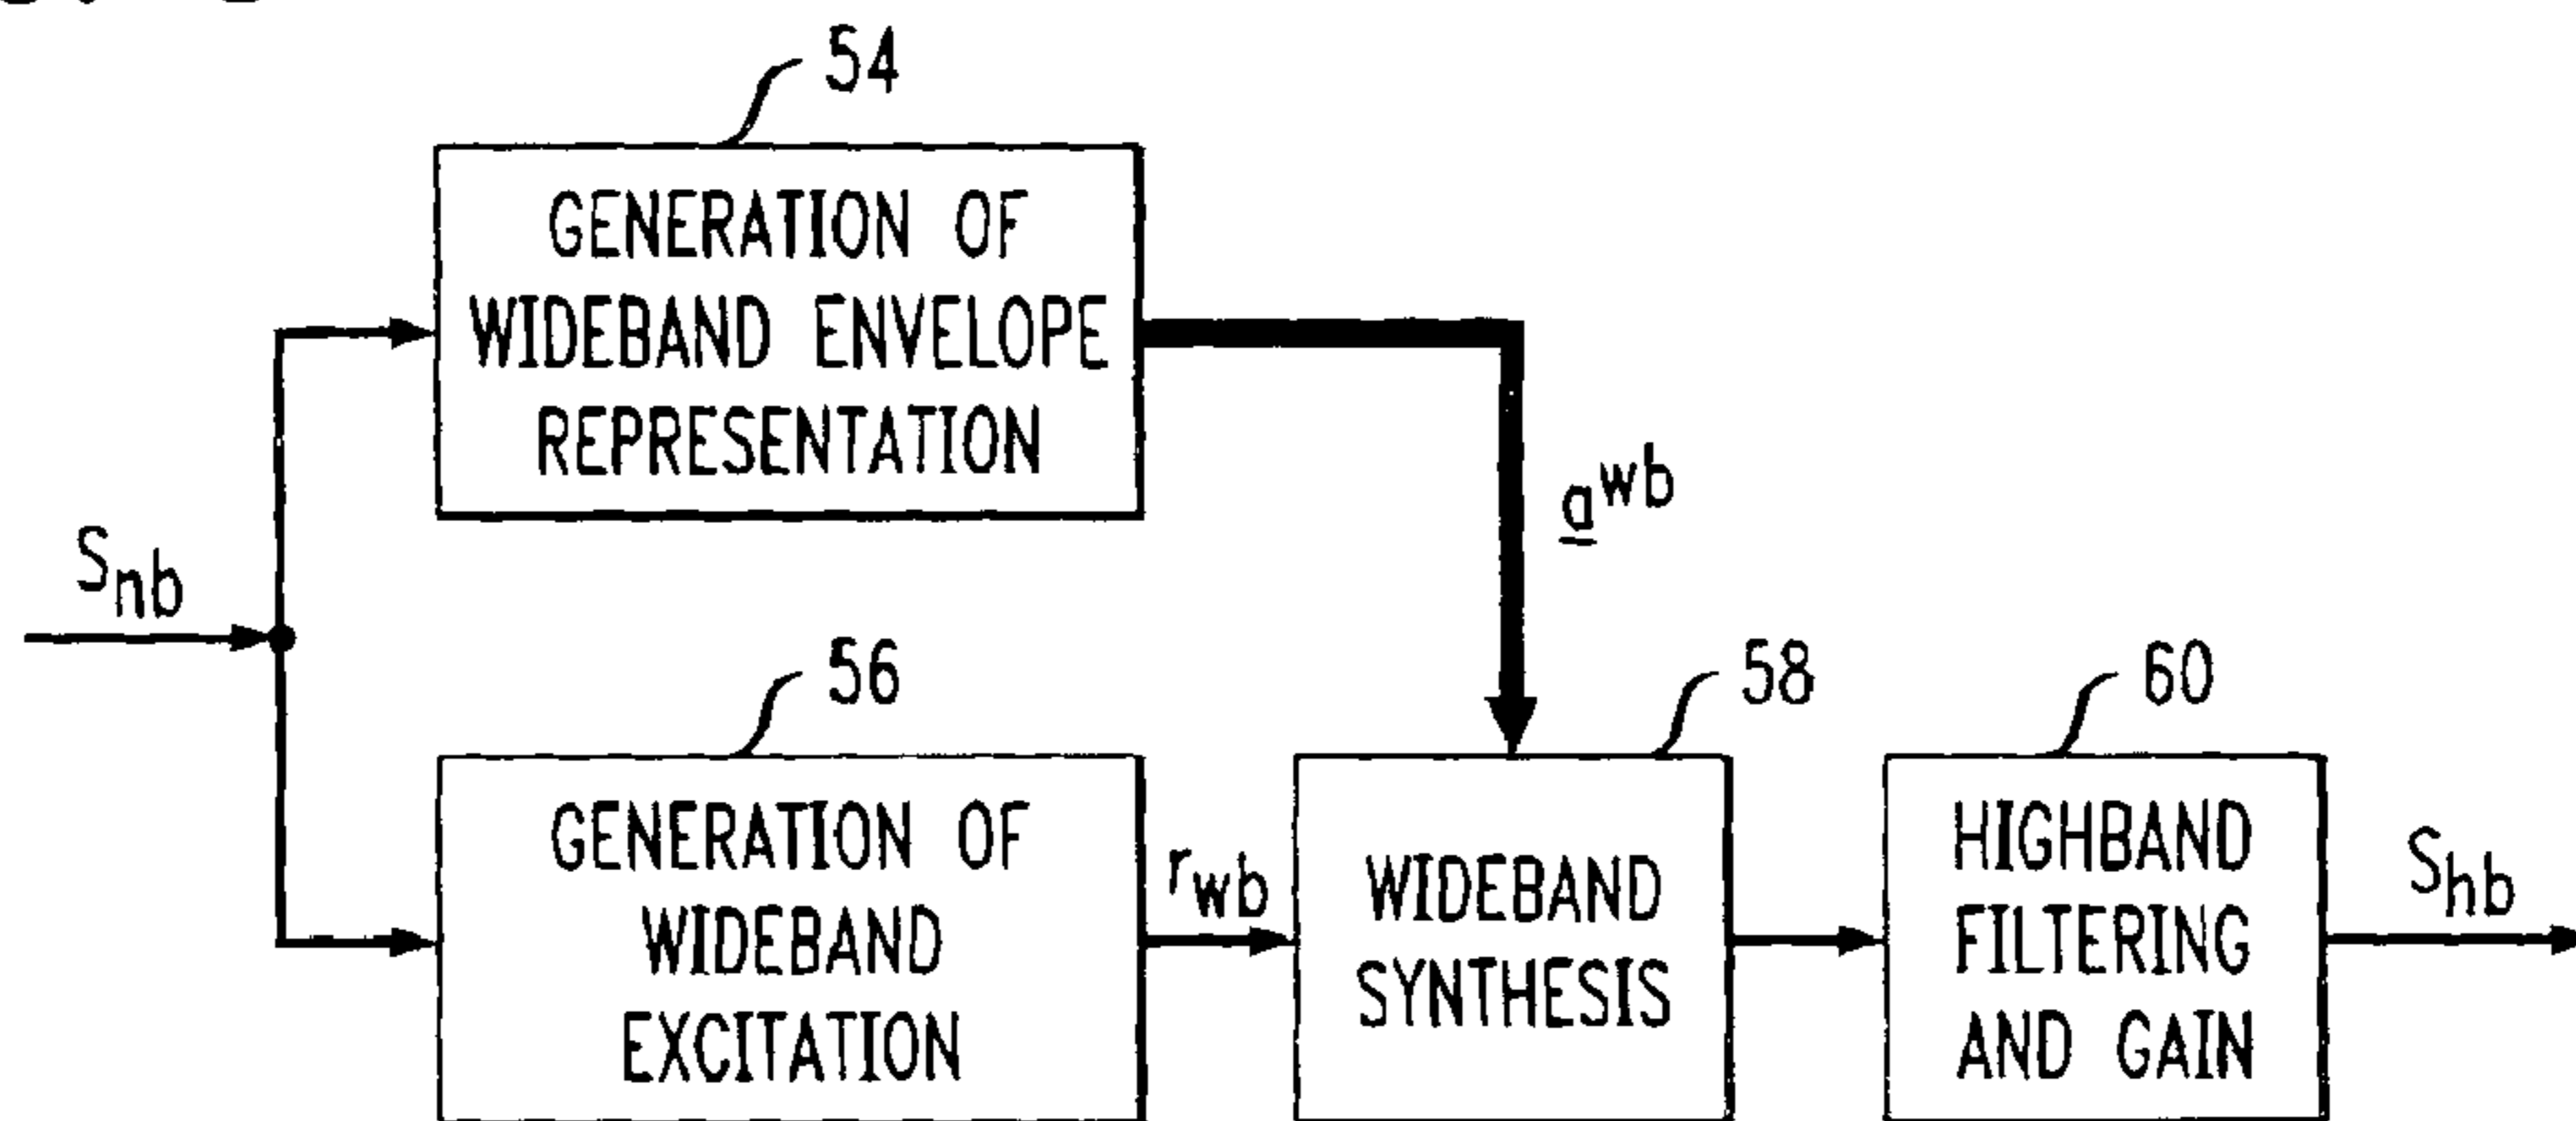 54
GENERATION OF
WIDEBAND ENVELOPE
REPRESENTATION
a^wb
S_nb
56
GENERATION OF
WIDEBAND
EXCITATION
r_wb
58
WIDEBAND
SYNTHESIS
60
HIGHBAND
FILTERING
AND GAIN
S_hb